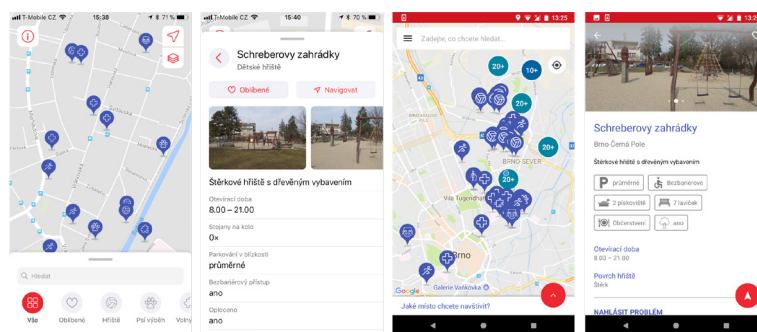 T-Mobile CZ
15:38
71 %
Hledat
Vše
Oblíbené
Hřiště
Psí výběh
Volný
T-Mobile CZ
15:40
70 %
Schreberovy zahrádky
Dětské hřiště
Oblíbené
Navigovat
Štěrkové hřiště s dřevěným vybavením
Otevírací doba
8.00 – 21.00
Stojany na kolo
0×
Parkování v blízkosti
průměrné
Bezbariérový přístup
ano
Oploceno
ano
13:25
Zadejte, co chcete hledat...
20+
10+
20+
20+
20+
BRNO-SEVER
Vila Tugendhat
Brno
Google
Galerie Vaňkovka
Jaké místo chcete navštívit?
Schreberovy zahrádky
Brno-Černá Pole
Štěrkové hřiště s dřevěným vybavením
průměrné
Bezbariérové
2 pískoviště
7 laviček
Občerstvení
ano
Otevírací doba
8.00 – 21.00
Povrch hřiště
Štěrk
NAHLÁSIT PROBLÉM